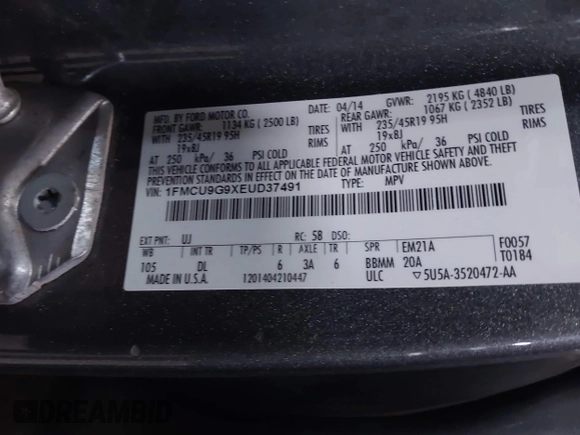 MFD. BY FORD MOTOR CO.
DATE: 04/14
GVWR: 2195 KG ( 4840 LB)
FRONT GAWR: 1134 KG ( 2500 LB)
REAR GAWR: 1067 KG ( 2352 LB)
WITH 235/45R19 95H TIRES
WITH 235/45R19 95H TIRES
19x8J RIMS
19x8J RIMS
AT 250 kPa/ 36 PSI COLD
AT 250 kPa/ 36 PSI COLD
THIS VEHICLE CONFORMS TO ALL APPLICABLE FEDERAL MOTOR VEHICLE SAFETY AND THEFT
PREVENTION STANDARDS IN EFFECT ON THE DATE OF MANUFACTURE SHOWN ABOVE.
VIN: 1FMCU9G9XEUD37491
TYPE: MPV
EXT PNT: UJ RC: 58 DSO:
WB INT TR TP/PS R AXLE TR SPR EM21A F0057
105 DL 6 3A 6 BBMM 20A T0184
MADE IN U.S.A. 1201404210447 ULC ▽5U5A-3520472-AA
DREAMBID